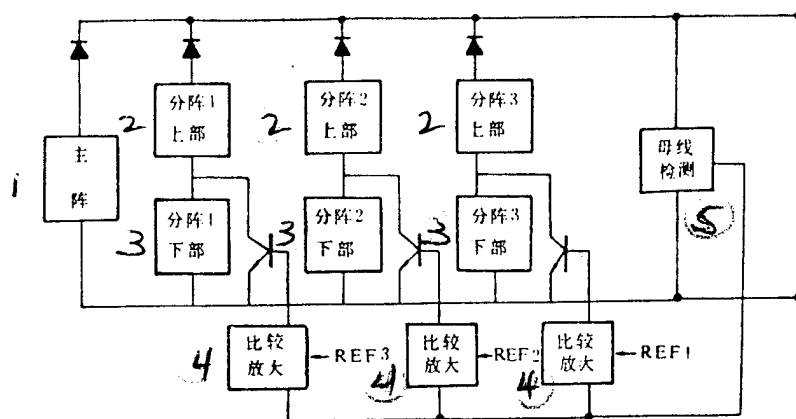 分阵1
上部
分阵2
上部
分阵3
上部
2
2
2
主
阵
1
母线
检测
5
分阵1
下部
分阵2
下部
分阵3
下部
3
3
3
比较
放大
REF3
比较
放大
REF2
比较
放大
REF1
4
4
4